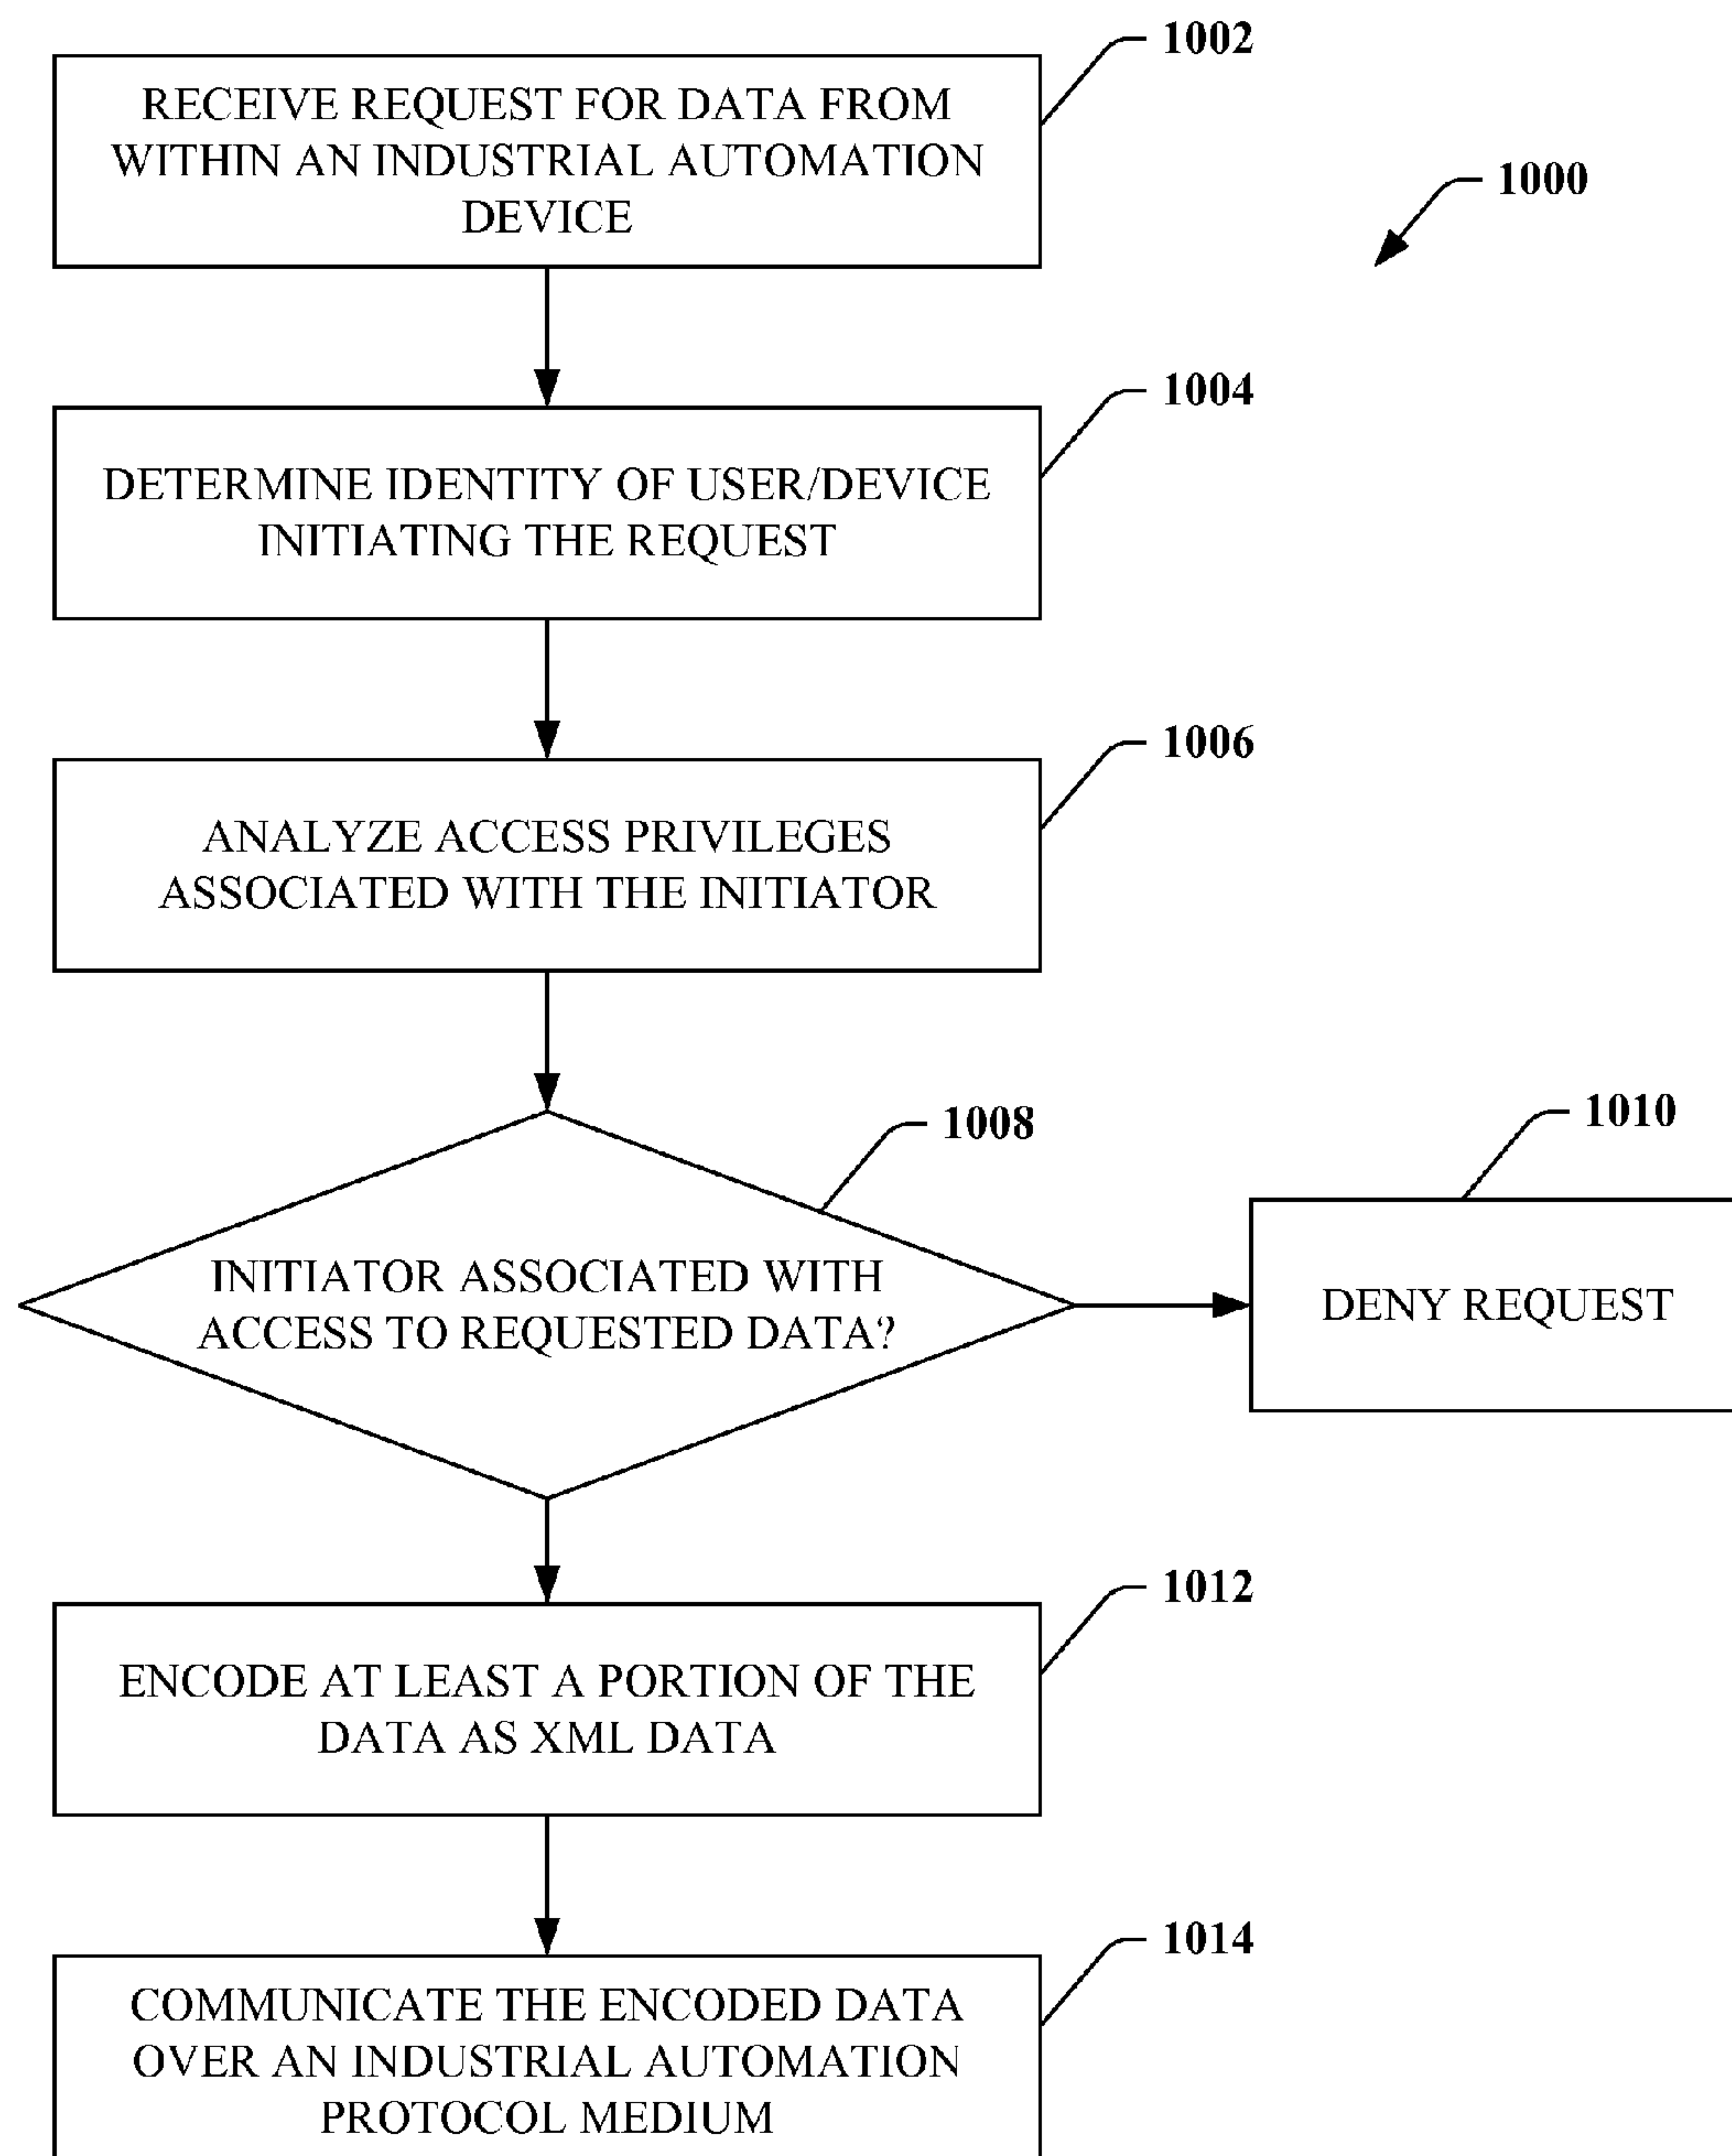 1002
RECEIVE REQUEST FOR DATA FROM
WITHIN AN INDUSTRIAL AUTOMATION
DEVICE
1000
1004
DETERMINE IDENTITY OF USER/DEVICE
INITIATING THE REQUEST
1006
ANALYZE ACCESS PRIVILEGES
ASSOCIATED WITH THE INITIATOR
1008
INITIATOR ASSOCIATED WITH
ACCESS TO REQUESTED DATA?
1010
DENY REQUEST
1012
ENCODE AT LEAST A PORTION OF THE
DATA AS XML DATA
1014
COMMUNICATE THE ENCODED DATA
OVER AN INDUSTRIAL AUTOMATION
PROTOCOL MEDIUM